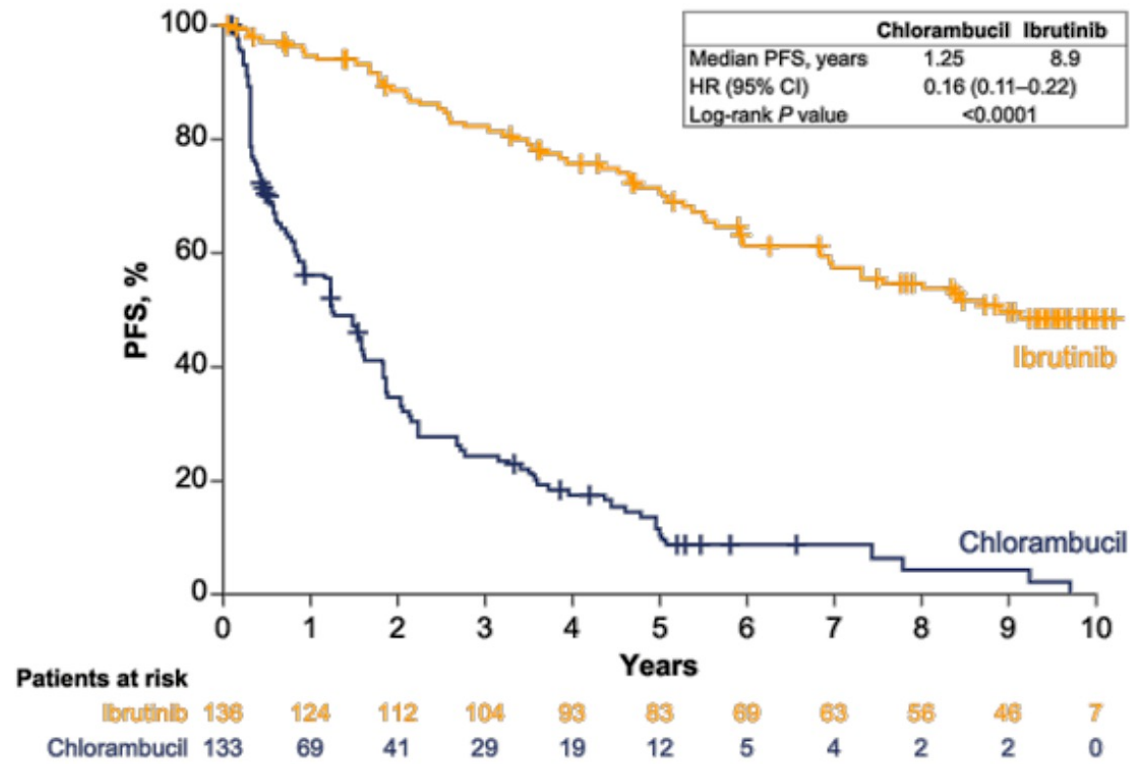 100
80
60
40
20
0
PFS, %
Chlorambucil Ibrutinib
Median PFS, years 1.25 8.9
HR (95% CI) 0.16 (0.11–0.22)
Log-rank P value <0.0001
Ibrutinib
Chlorambucil
0 1 2 3 4 5 6 7 8 9 10
Years
Patients at risk
Ibrutinib 136 124 112 104 93 83 69 63 56 46 7
Chlorambucil 133 69 41 29 19 12 5 4 2 2 0